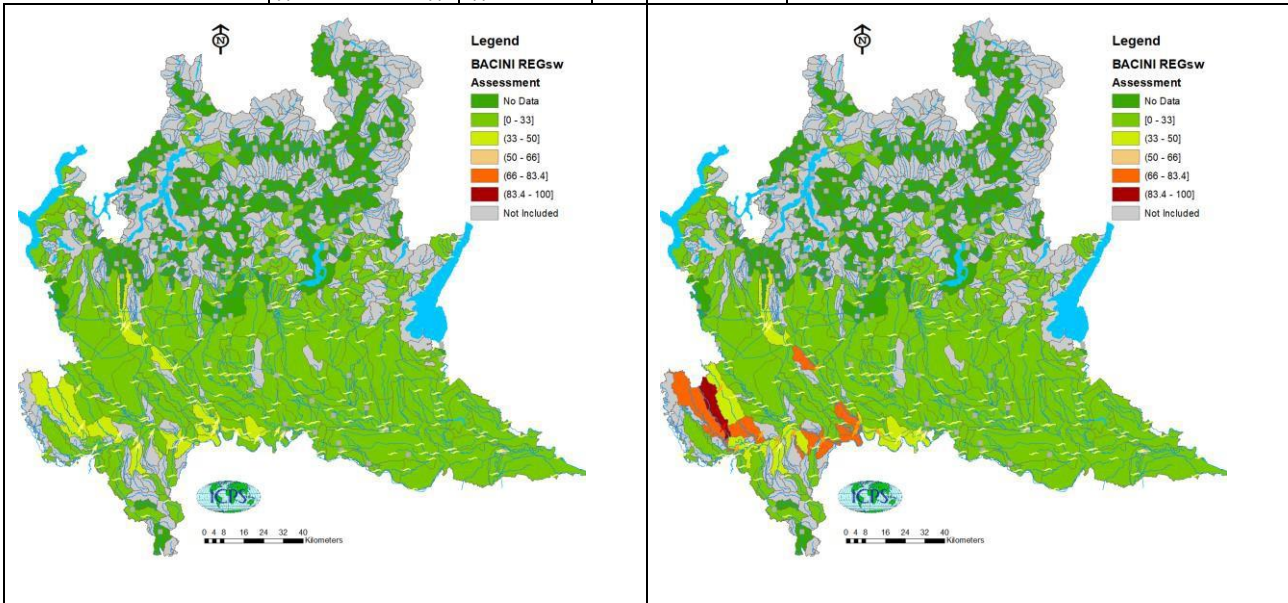 N
Legend
BACINI REGsw
Assessment
No Data
[0 - 33]
(33 - 50]
(50 - 66]
(66 - 83.4]
(83.4 - 100]
Not Included
ICPS
0 4 8 16 24 32 40
Kilometers
N
Legend
BACINI REGsw
Assessment
No Data
[0 - 33]
(33 - 50]
(50 - 66]
(66 - 83.4]
(83.4 - 100]
Not Included
ICPS
0 4 8 16 24 32 40
Kilometers